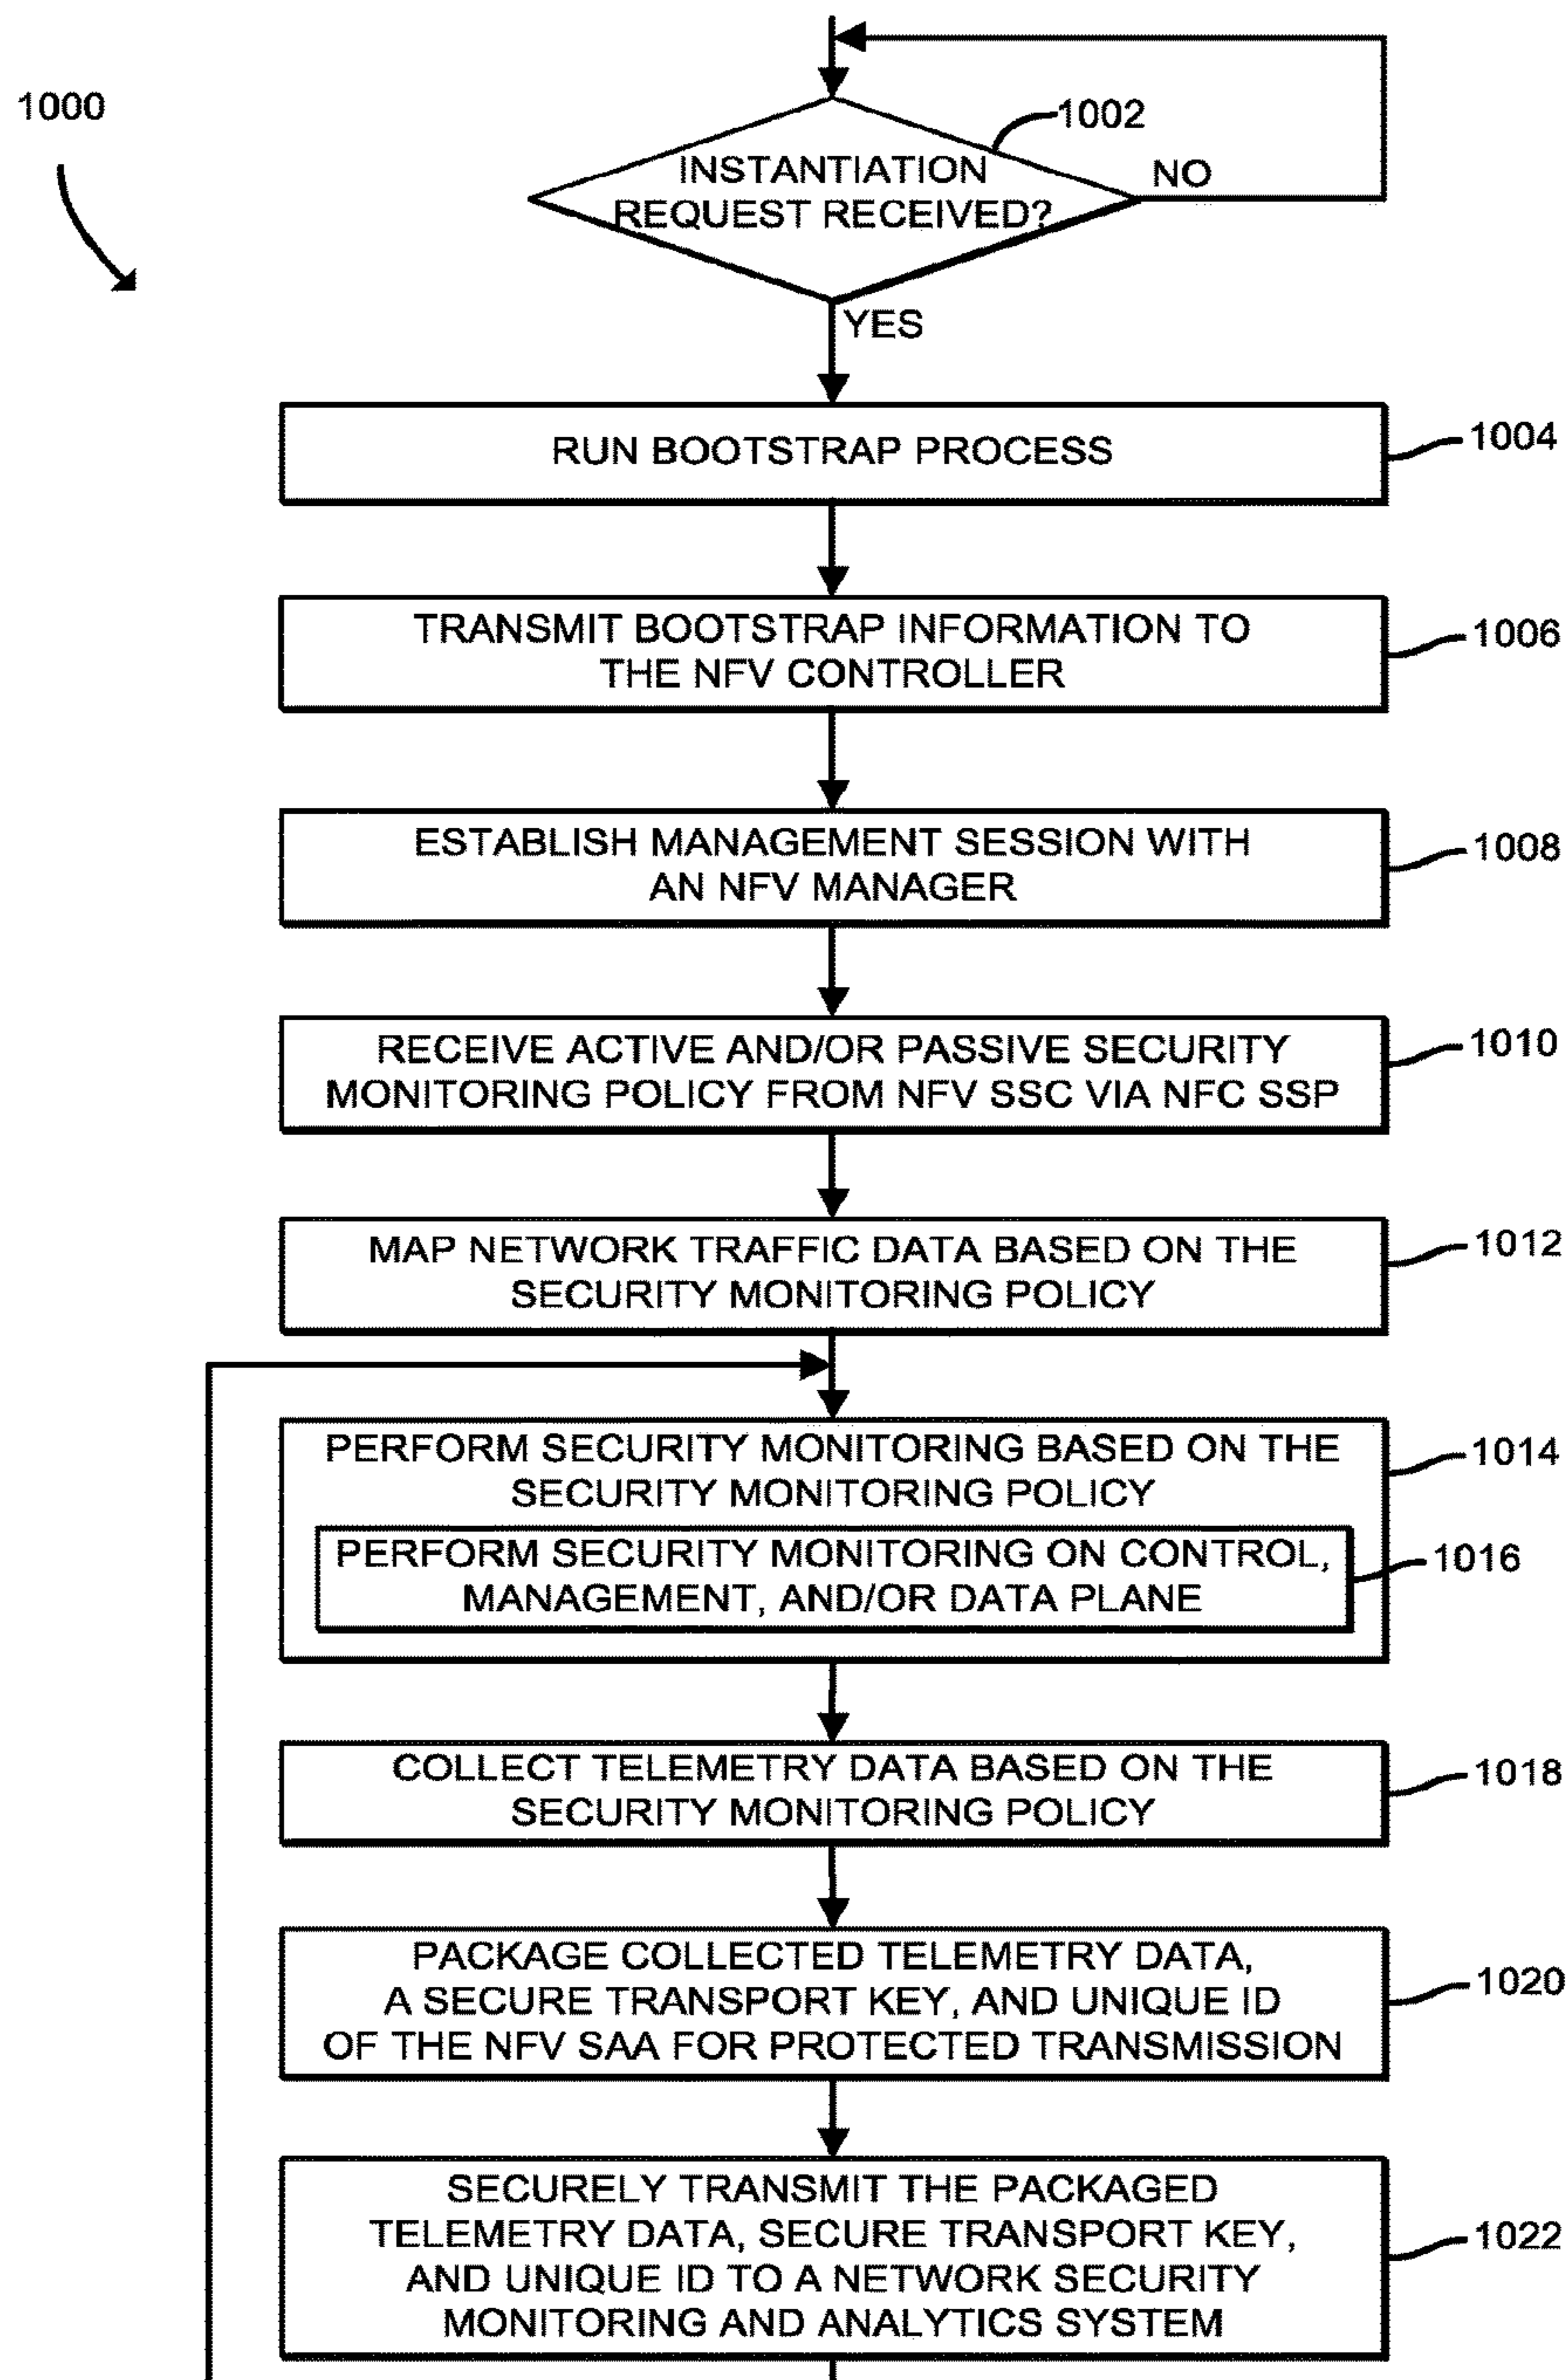 1000
1002
INSTANTIATION
REQUEST RECEIVED?
NO
YES
RUN BOOTSTRAP PROCESS
1004
TRANSMIT BOOTSTRAP INFORMATION TO
THE NFV CONTROLLER
1006
ESTABLISH MANAGEMENT SESSION WITH
AN NFV MANAGER
1008
RECEIVE ACTIVE AND/OR PASSIVE SECURITY
MONITORING POLICY FROM NFV SSC VIA NFC SSP
1010
MAP NETWORK TRAFFIC DATA BASED ON THE
SECURITY MONITORING POLICY
1012
PERFORM SECURITY MONITORING BASED ON THE
SECURITY MONITORING POLICY
1014
PERFORM SECURITY MONITORING ON CONTROL,
MANAGEMENT, AND/OR DATA PLANE
1016
COLLECT TELEMETRY DATA BASED ON THE
SECURITY MONITORING POLICY
1018
PACKAGE COLLECTED TELEMETRY DATA,
A SECURE TRANSPORT KEY, AND UNIQUE ID
OF THE NFV SAA FOR PROTECTED TRANSMISSION
1020
SECURELY TRANSMIT THE PACKAGED
TELEMETRY DATA, SECURE TRANSPORT KEY,
AND UNIQUE ID TO A NETWORK SECURITY
MONITORING AND ANALYTICS SYSTEM
1022